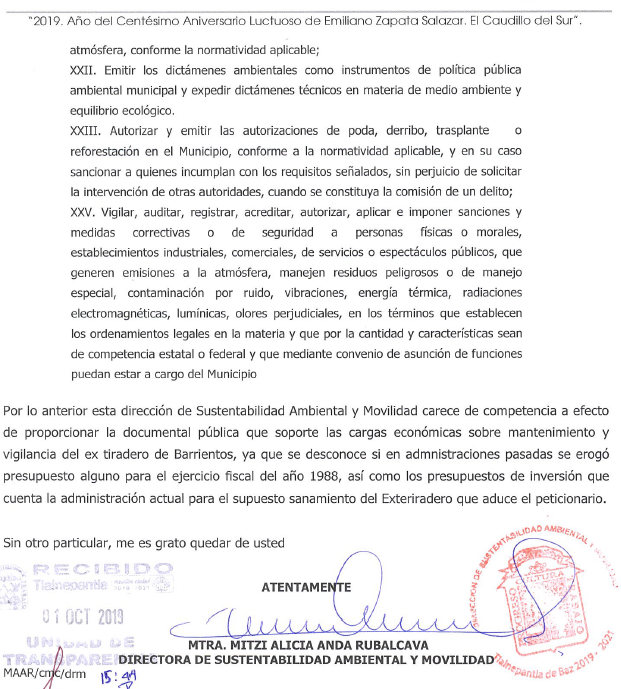 "2019. Año del Centésimo Aniversario Luctuoso de Emiliano Zapata Salazar. El Caudillo del Sur".
atmósfera, conforme la normatividad aplicable;
XXII. Emitir los dictámenes ambientales como instrumentos de política pública
ambiental municipal y expedir dictámenes técnicos en materia de medio ambiente y
equilibrio ecológico.
XXIII. Autorizar y emitir las autorizaciones de poda, derribo, trasplante o
reforestación en el Municipio, conforme a la normatividad aplicable, y en su caso
sancionar a quienes incumplan con los requisitos señalados, sin perjuicio de solicitar
la intervención de otras autoridades, cuando se constituya la comisión de un delito;
XXV. Vigilar, auditar, registrar, acreditar, autorizar, aplicar e imponer sanciones y
medidas correctivas o de seguridad a personas físicas o morales,
establecimientos industriales, comerciales, de servicios o espectáculos públicos, que
generen emisiones a la atmósfera, manejen residuos peligrosos o de manejo
especial, contaminación por ruido, vibraciones, energía térmica, radiaciones
electromagnéticas, lumínicas, olores perjudiciales, en los términos que establecen
los ordenamientos legales en la materia y que por la cantidad y características sean
de competencia estatal o federal y que mediante convenio de asunción de funciones
puedan estar a cargo del Municipio
Por lo anterior esta dirección de Sustentabilidad Ambiental y Movilidad carece de competencia a efecto
de proporcionar la documental pública que soporte las cargas económicas sobre mantenimiento y
vigilancia del ex tiradero de Barrientos, ya que se desconoce si en admnistraciones pasadas se erogó
presupuesto alguno para el ejercicio fiscal del año 1988, así como los presupuestos de inversión que
cuenta la administración actual para el supuesto sanamiento del Exteriradero que aduce el peticionario.
Sin otro particular, me es grato quedar de usted
RECIBIDO
Tlalnepantla
01 OCT 2019
UNIDAD DE
TRANSPARENCIA
15:49
ATENTAMENTE
MTRA. MITZI ALICIA ANDA RUBALCAVA
DIRECTORA DE SUSTENTABILIDAD AMBIENTAL Y MOVILIDAD
SUSTENTABILIDAD AMBIENTAL Y
Tlalnepantla de Baz 2019 - 2021
MAAR/cmc/drm